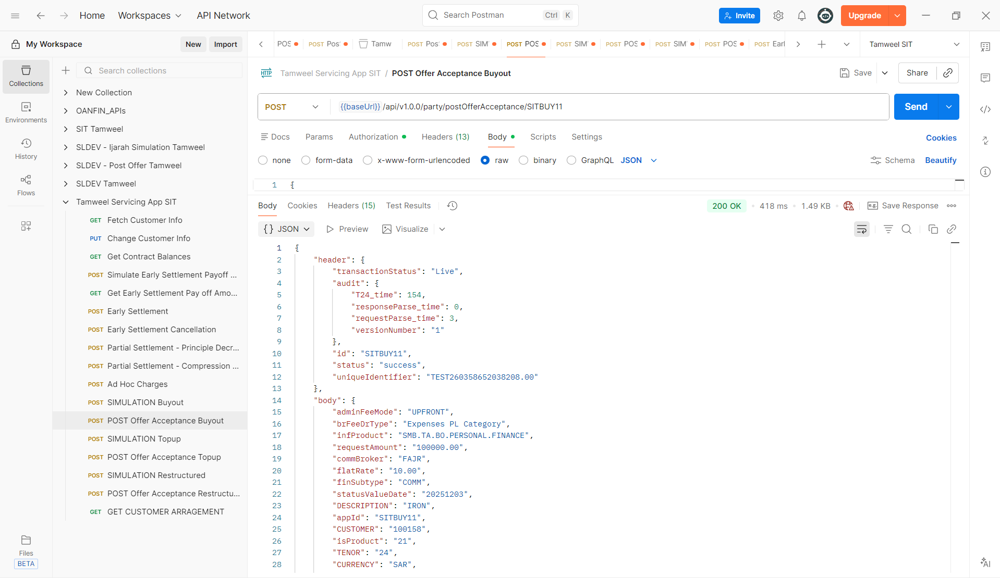 Home Workspaces API Network Search Postman Ctrl K Invite Upgrade
My Workspace New Import
POS POST Pos POST Tamw POST Pos POST SIM POST POS POST SIM POST POS POST SIM POST POS POST Earl Tamweel SIT
Collections
Environments
History
Flows
Files
BETA
Search collections
New Collection
OANFIN_APIs
SIT Tamweel
SLDEV - Ijarah Simulation Tamweel
SLDEV - Post Offer Tamweel
SLDEV Tamweel
Tamweel Servicing App SIT
GET Fetch Customer Info
PUT Change Customer Info
GET Get Contract Balances
POST Simulate Early Settlement Payoff ...
GET Get Early Settlement Pay off Amo...
POST Early Settlement
POST Early Settlement Cancellation
POST Partial Settlement - Principle Decr...
POST Partial Settlement - Compression ...
POST Ad Hoc Charges
POST SIMULATION Buyout
POST POST Offer Acceptance Buyout
POST SIMULATION Topup
POST POST Offer Acceptance Topup
POST SIMULATION Restructured
POST POST Offer Acceptance Restructu...
GET GET CUSTOMER ARRAGEMENT
HTTP Tamweel Servicing App SIT / POST Offer Acceptance Buyout Save Share
POST {{baseUrl}}/api/v1.0.0/party/postOfferAcceptance/SITBUY11 Send
Docs Params Authorization Headers (13) Body Scripts Settings Cookies
none form-data x-www-form-urlencoded raw binary GraphQL JSON Schema Beautify
1 {
Body Cookies Headers (15) Test Results 200 OK 418 ms 1.49 KB e.g. Save Response
{} JSON Preview Visualize
1 {
2 "header": {
3 "transactionStatus": "Live",
4 "audit": {
5 "T24_time": 154,
6 "responseParse_time": 0,
7 "requestParse_time": 3,
8 "versionNumber": "1"
9 },
10 "id": "SITBUY11",
11 "status": "success",
12 "uniqueIdentifier": "TEST260358652038208.00"
13 },
14 "body": {
15 "adminFeeMode": "UPFRONT",
16 "brFeeDrType": "Expenses PL Category",
17 "infProduct": "SMB.TA.BO.PERSONAL.FINANCE",
18 "requestAmount": "100000.00",
19 "commBroker": "FAJR",
20 "flatRate": "10.00",
21 "finSubtype": "COMM",
22 "statusValueDate": "20251203",
23 "DESCRIPTION": "IRON",
24 "appId": "SITBUY11",
25 "CUSTOMER": "100158",
26 "isProduct": "21",
27 "TENOR": "24",
28 "CURRENCY": "SAR",
AI